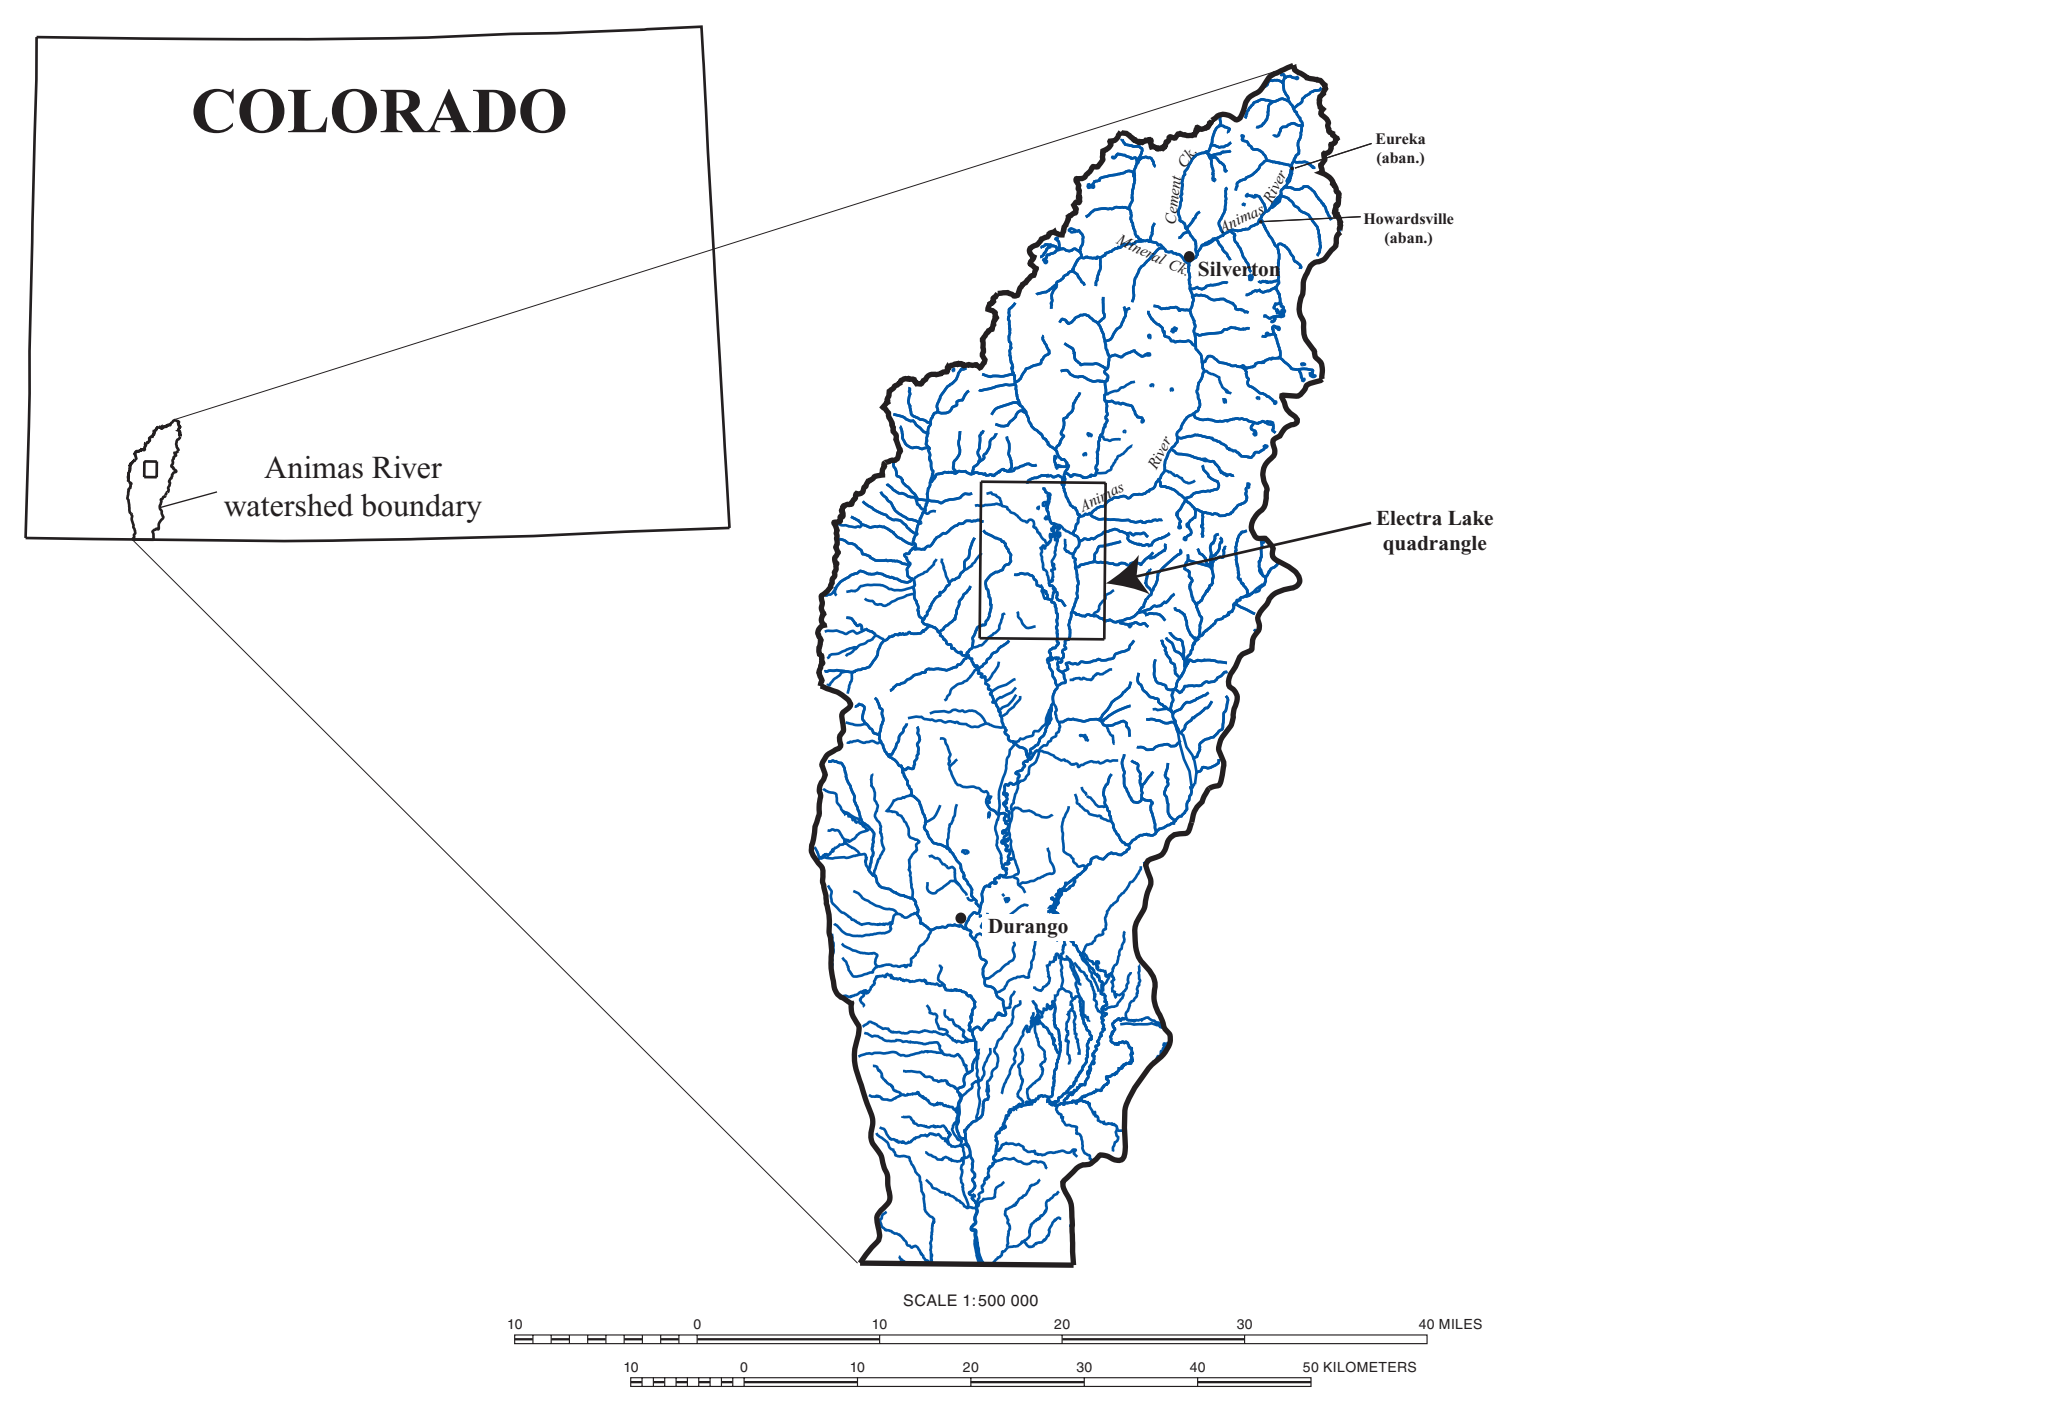 COLORADO
Animas River
watershed boundary
Eureka
(aban.)
Cement Ck.
Animas River
Howardsville
(aban.)
Mineral Ck.
Silverton
Animas River
Electra Lake
quadrangle
Durango
SCALE 1:500 000
10 0 10 20 30 40 MILES
10 0 10 20 30 40 50 KILOMETERS